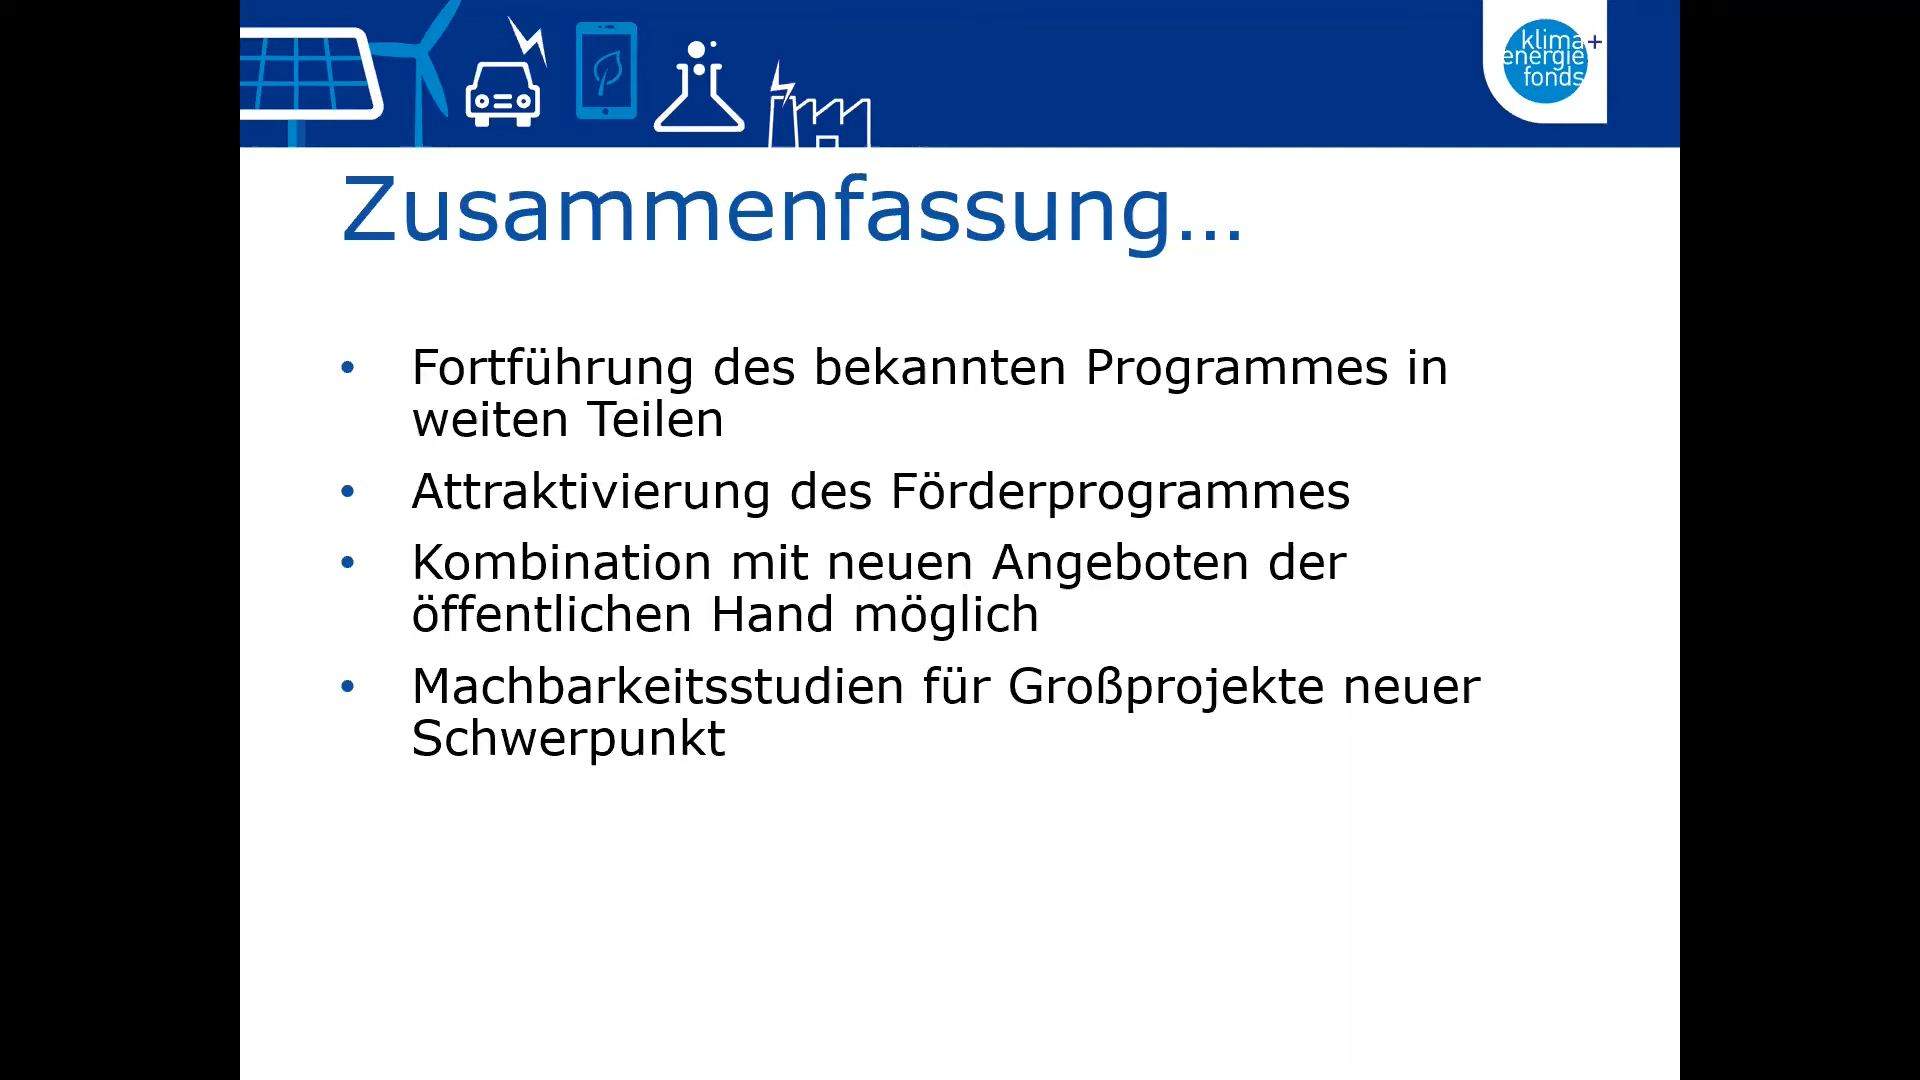 klima+
energie
fonds
Zusammenfassung...
• Fortführung des bekannten Programmes in
weiten Teilen
• Attraktivierung des Förderprogrammes
• Kombination mit neuen Angeboten der
öffentlichen Hand möglich
• Machbarkeitsstudien für Großprojekte neuer
Schwerpunkt